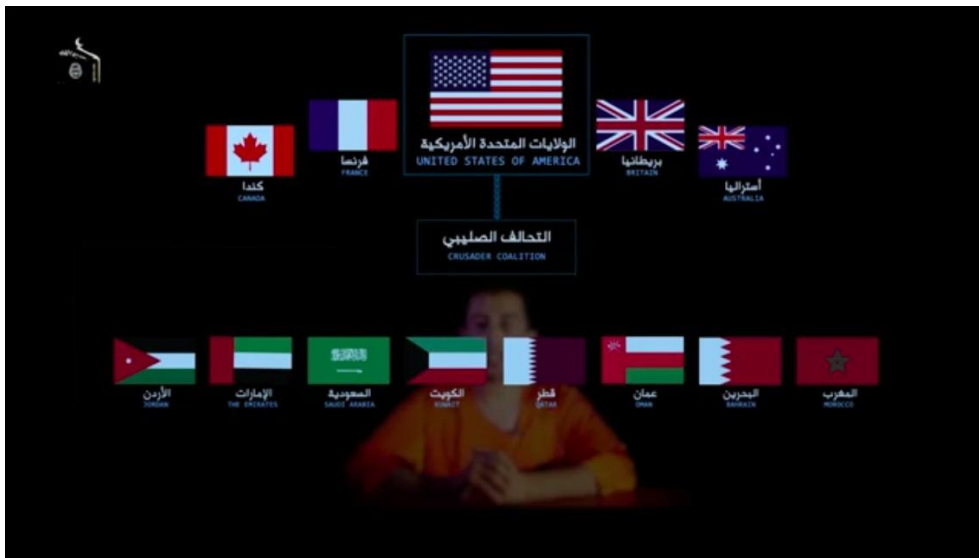 الولايات المتحدة الأمريكية
UNITED STATES OF AMERICA
فرنسا
FRANCE
بريطانيا
BRITAIN
كندا
CANADA
أستراليا
AUSTRALIA
التحالف الصليبي
CRUSADER COALITION
الأردن
JORDAN
الإمارات
THE EMIRATES
السعودية
SAUDI ARABIA
الكويت
KUWAIT
قطر
QATAR
عمان
OMAN
البحرين
BAHRAIN
المغرب
MOROCCO